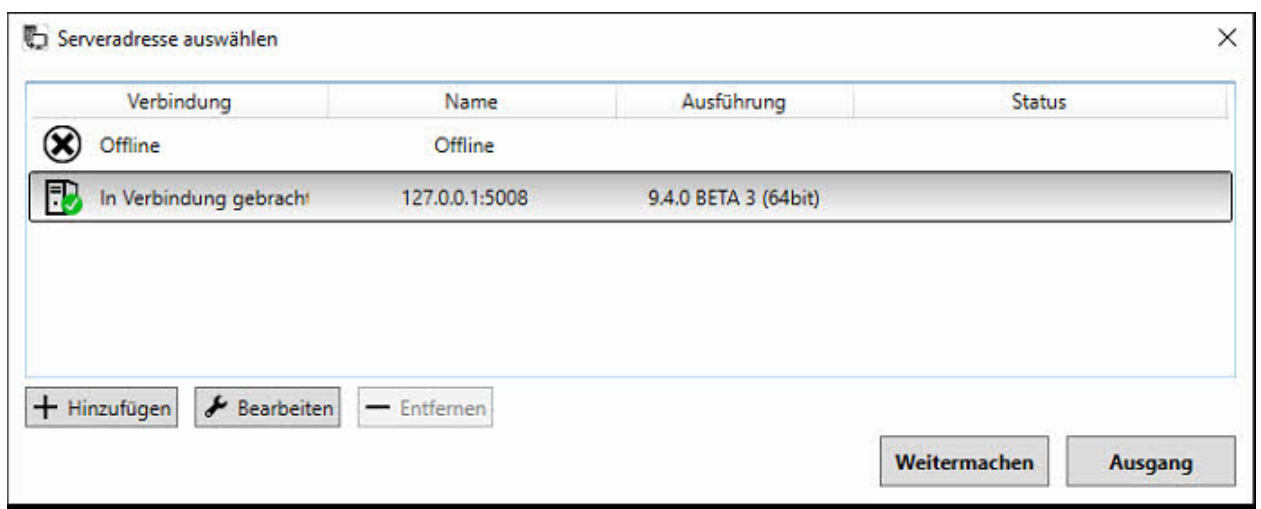 Serveradresse auswählen
Verbindung Name Ausführung Status
Offline Offline
In Verbindung gebracht 127.0.0.1:5008 9.4.0 BETA 3 (64bit)
Hinzufügen Bearbeiten Entfernen
Weitermachen Ausgang